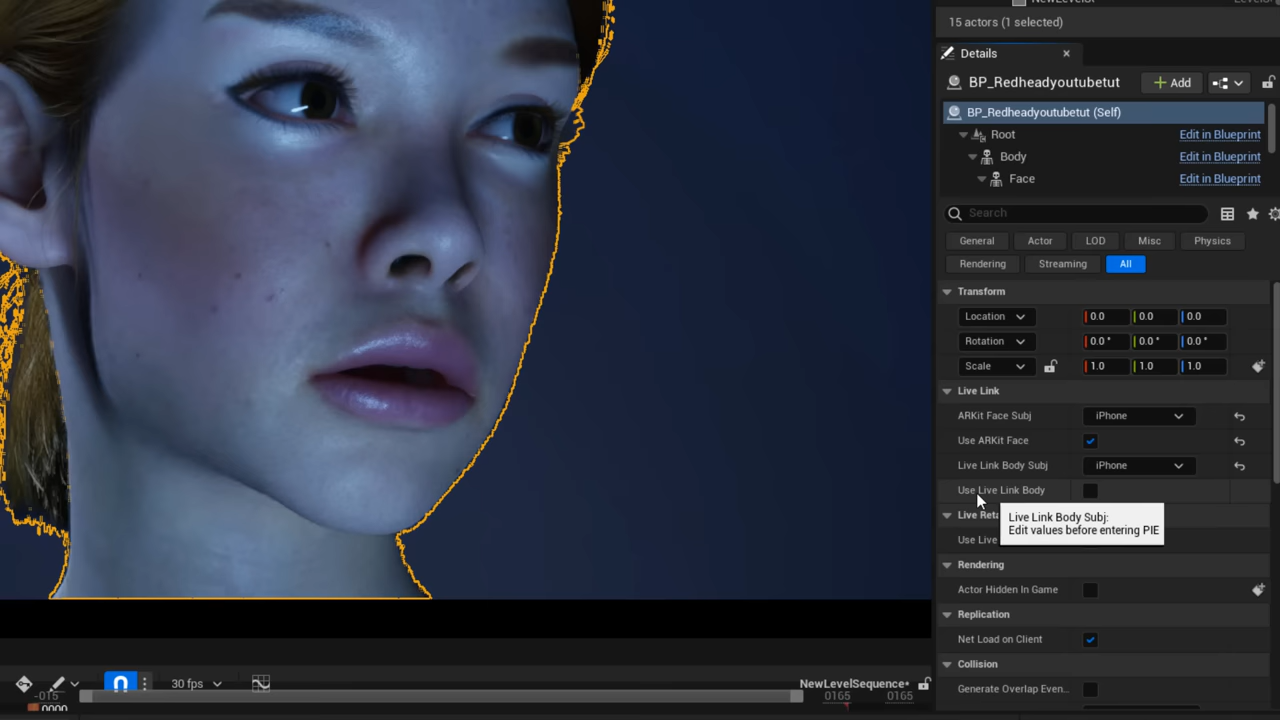 15 actors (1 selected)
Details
BP_Redheadyoutubetut
Add
BP_Redheadyoutubetut (Self)
Root Edit in Blueprint
Body Edit in Blueprint
Face Edit in Blueprint
Search
General Actor LOD Misc Physics
Rendering Streaming All
Transform
Location 0.0 0.0 0.0
Rotation 0.0 ° 0.0 ° 0.0 °
Scale 1.0 1.0 1.0
Live Link
ARKit Face Subj iPhone
Use ARKit Face
Live Link Body Subj iPhone
Use Live Link Body
Live
Live Link Body Subj:
Edit values before entering PIE
Use Live
Rendering
Actor Hidden In Game
Replication
Net Load on Client
Collision
Generate Overlap Even..
30 fps
NewLevelSequence•
-015
0165 0165
0000